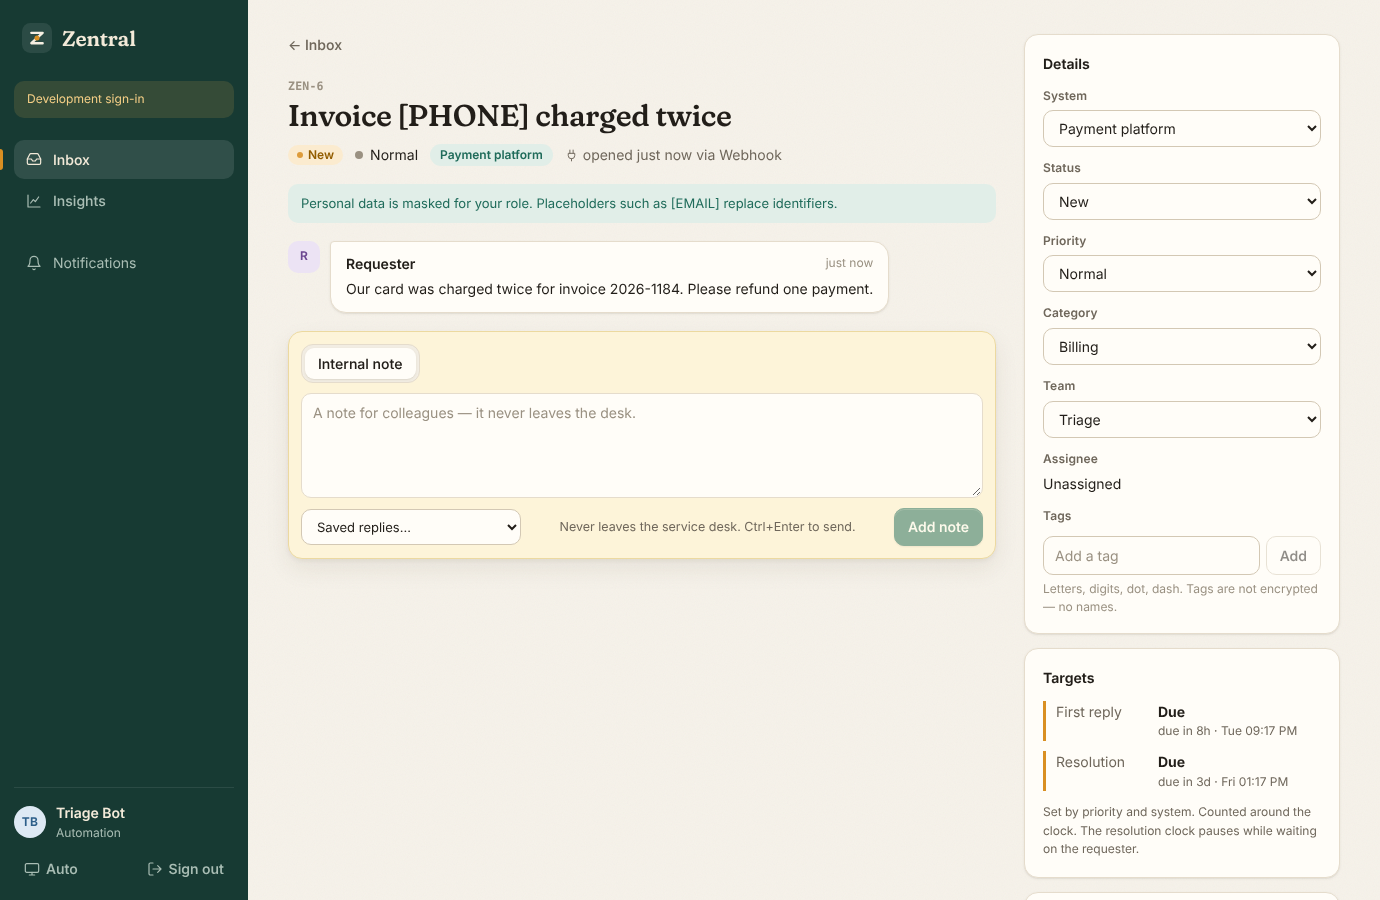 Zentral
Development sign-in
Inbox
Insights
Notifications
TB
Triage Bot
Automation
Auto
Sign out
← Inbox
ZEN-6
Invoice [PHONE] charged twice
New
Normal
Payment platform
opened just now via Webhook
Personal data is masked for your role. Placeholders such as [EMAIL] replace identifiers.
R
Requester
just now
Our card was charged twice for invoice 2026-1184. Please refund one payment.
Internal note
A note for colleagues — it never leaves the desk.
Saved replies...
Never leaves the service desk. Ctrl+Enter to send.
Add note
Details
System
Payment platform
Status
New
Priority
Normal
Category
Billing
Team
Triage
Assignee
Unassigned
Tags
Add a tag
Add
Letters, digits, dot, dash. Tags are not encrypted
— no names.
Targets
First reply
Due
due in 8h · Tue 09:17 PM
Resolution
Due
due in 3d · Fri 01:17 PM
Set by priority and system. Counted around the
clock. The resolution clock pauses while waiting
on the requester.